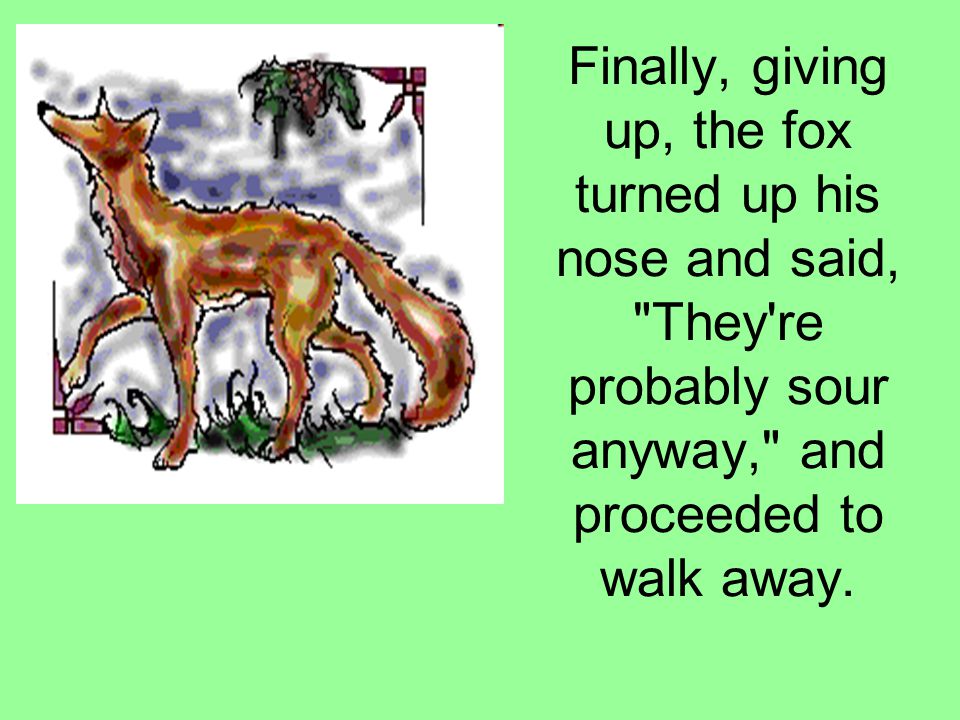 Finally, giving
up, the fox
turned up his
nose and said,
"They're
probably sour
anyway," and
proceeded to
walk away.